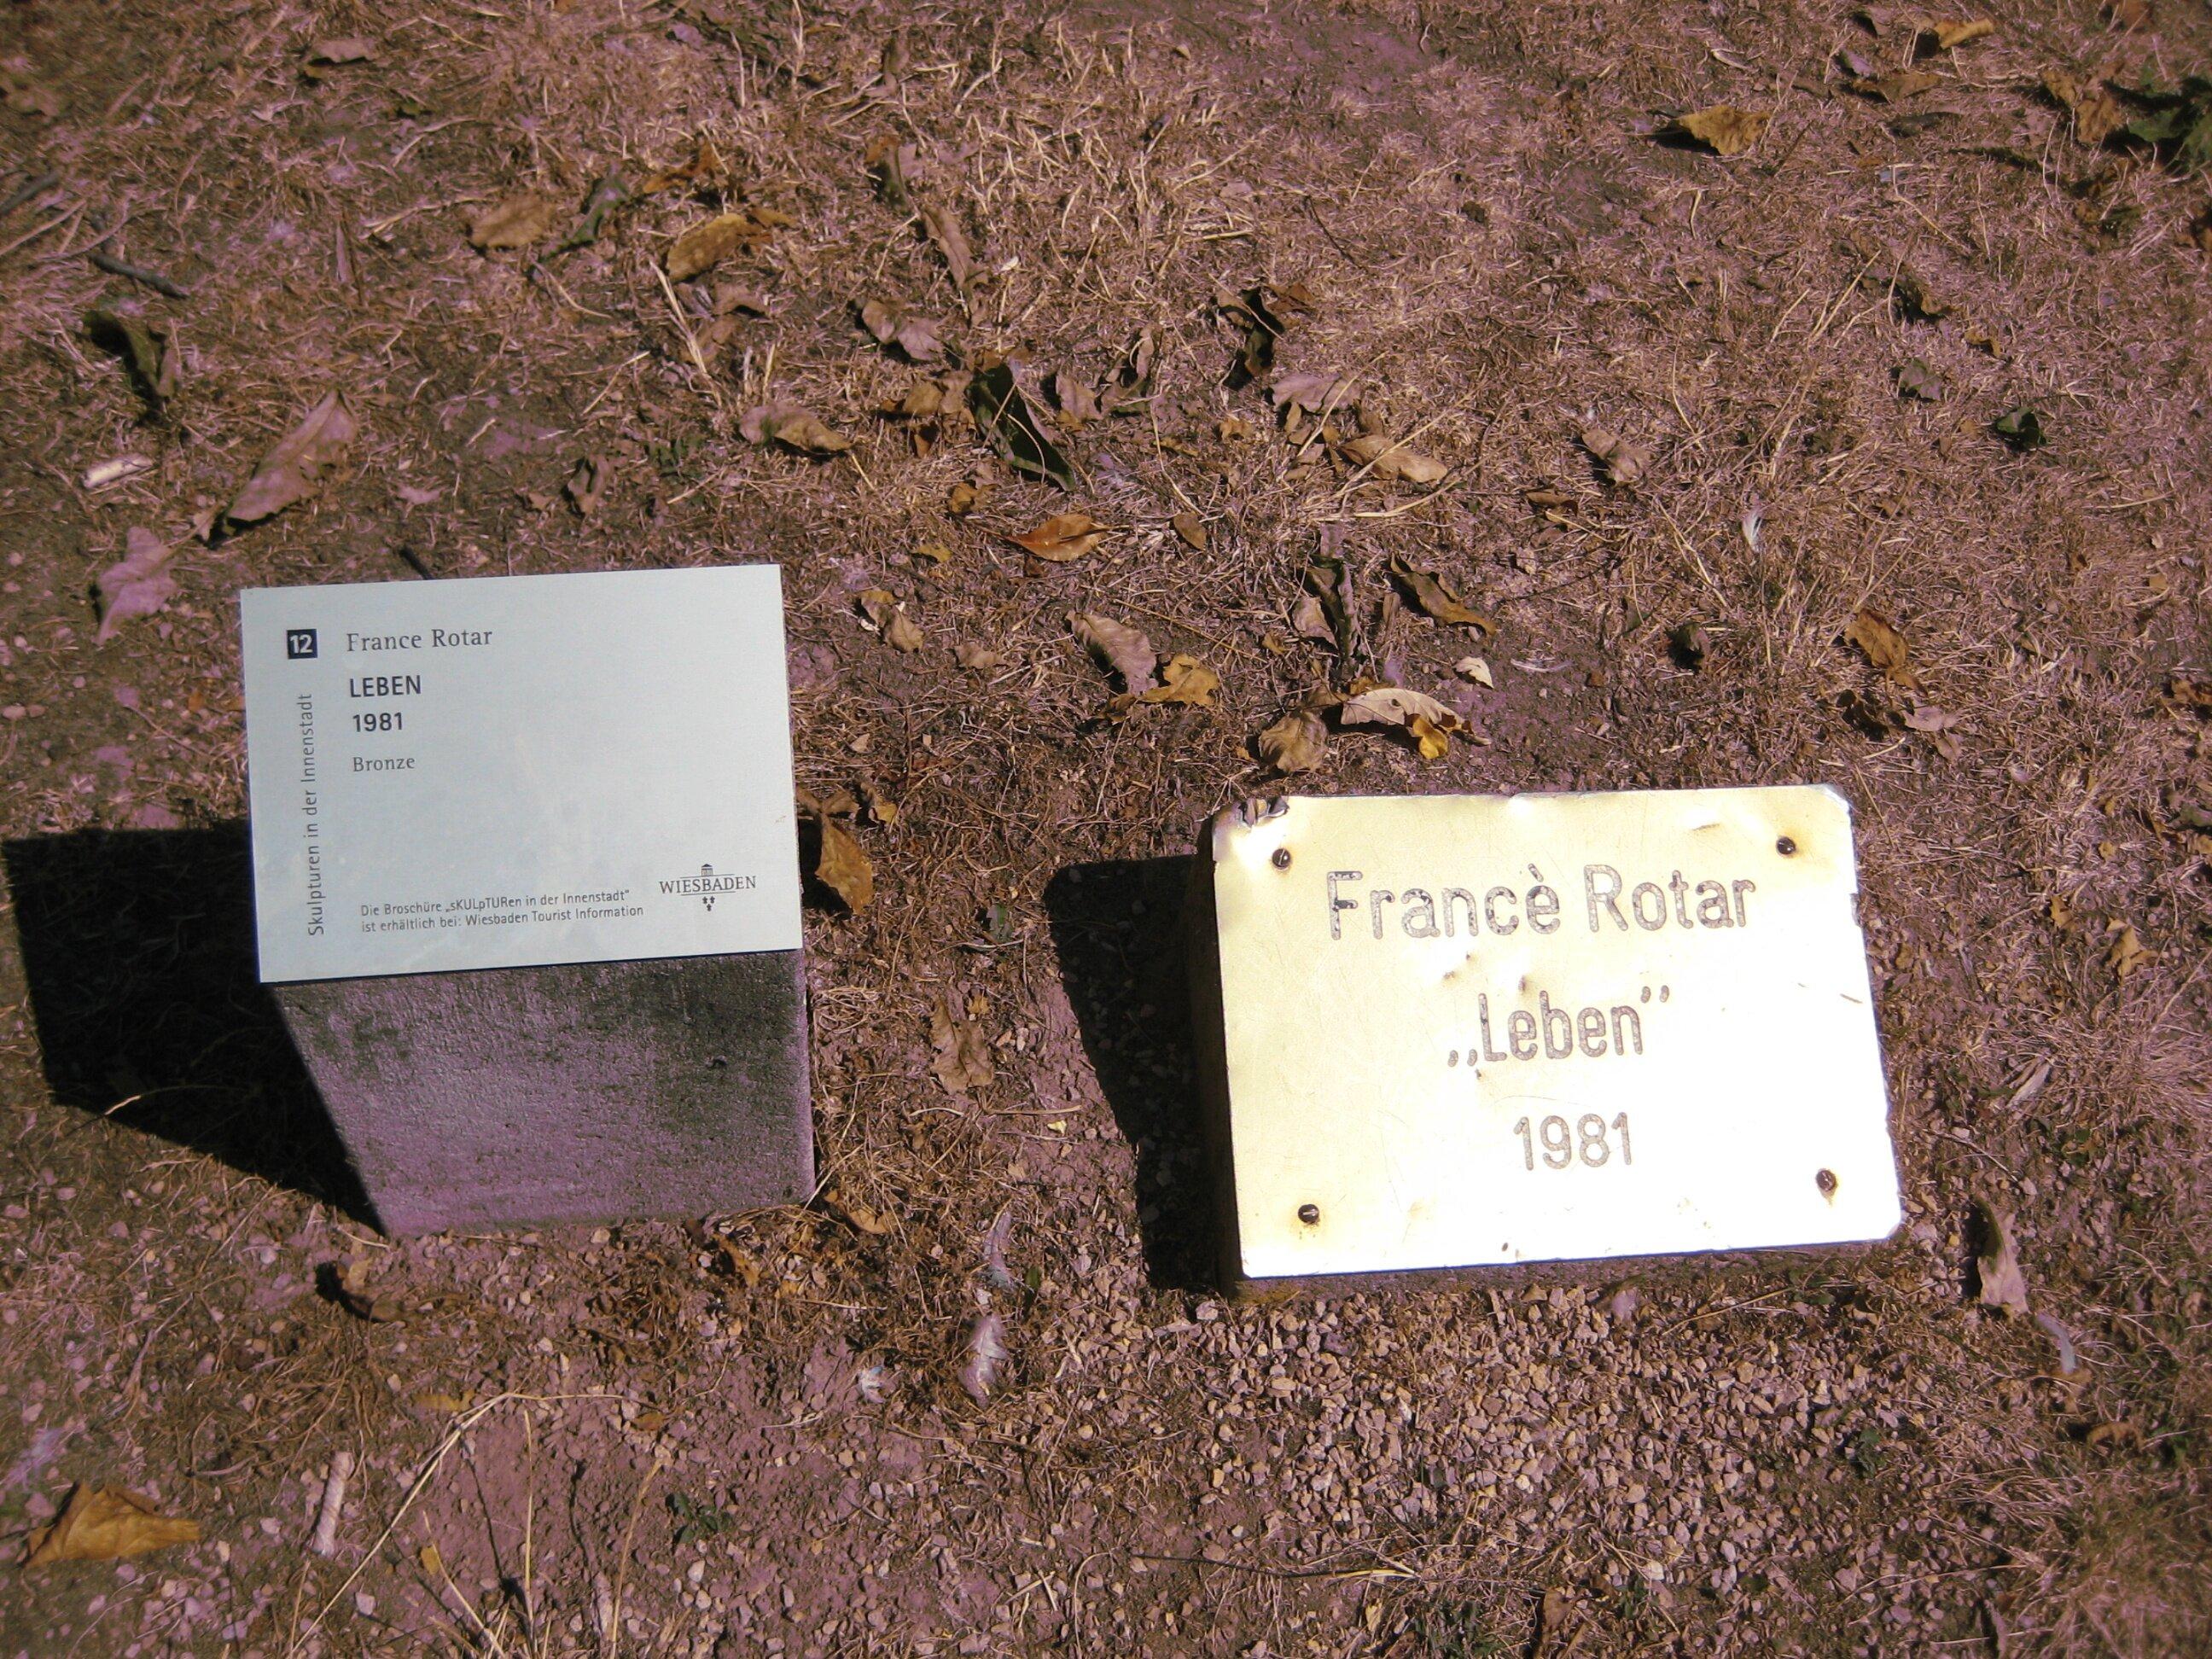 12 France Rotar
LEBEN
1981
Bronze
Skulpturen in der Innenstadt
Die Broschüre „sKULpTURen in der Innenstadt"
ist erhältlich bei: Wiesbaden Tourist Information
WIESBADEN
Francè Rotar
„Leben"
1981